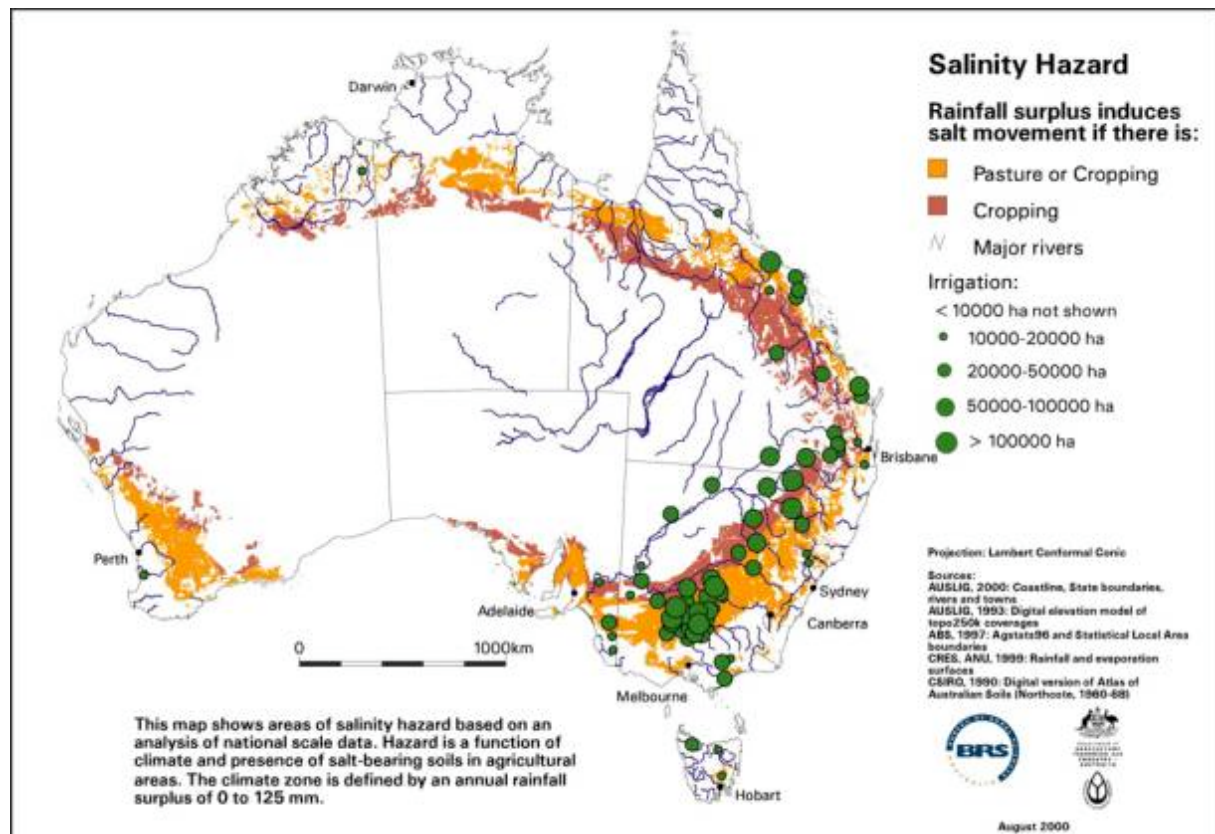 Salinity Hazard
Rainfall surplus induces
salt movement if there is:
Pasture or Cropping
Cropping
Major rivers
Irrigation:
< 10000 ha not shown
10000-20000 ha
20000-50000 ha
50000-100000 ha
> 100000 ha
Darwin
Brisbane
Perth
Sydney
Adelaide
Canberra
0 1000km
Melbourne
Hobart
This map shows areas of salinity hazard based on an
analysis of national scale data. Hazard is a function of
climate and presence of salt-bearing soils in agricultural
areas. The climate zone is defined by an annual rainfall
surplus of 0 to 125 mm.
Projection: Lambert Conformal Conic
Sources:
AUSLIG, 2000: Coastline, State boundaries,
rivers and towns
AUSLIG, 1993: Digital elevation model of
topo250k coverages
ABS, 1997: Agstats96 and Statistical Local Area
boundaries
CRES, ANU, 1999: Rainfall and evaporation
surfaces
CSIRO, 1990: Digital version of Atlas of
Australian Soils (Northcote, 1960-68)
BRS
August 2000